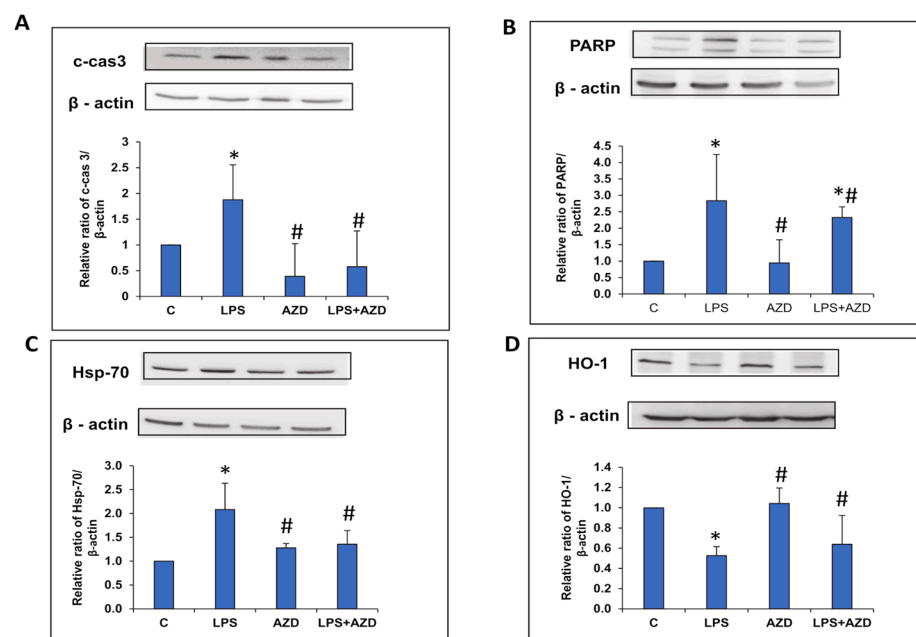 A
c-cas3
β - actin
Relative ratio of c-cas 3/
β-actin
3
2.5
2
1.5
1
0.5
0
*
#
#
C LPS AZD LPS+AZD
B
PARP
β - actin
Relative ratio of PARP/
β-actin
4.5
4.0
3.5
3.0
2.5
2.0
1.5
1.0
0.5
0.0
*
#
*#
C LPS AZD LPS+AZD
C
Hsp-70
β - actin
Relative ratio of Hsp-70/
β-actin
3.0
2.5
2.0
1.5
1.0
0.5
0.0
*
#
#
C LPS AZD LPS+AZD
D
HO-1
β - actin
Relative ratio of HO-1/
β-actin
1.4
1.2
1.0
0.8
0.6
0.4
0.2
0.0
*
#
#
C LPS AZD LPS+AZD